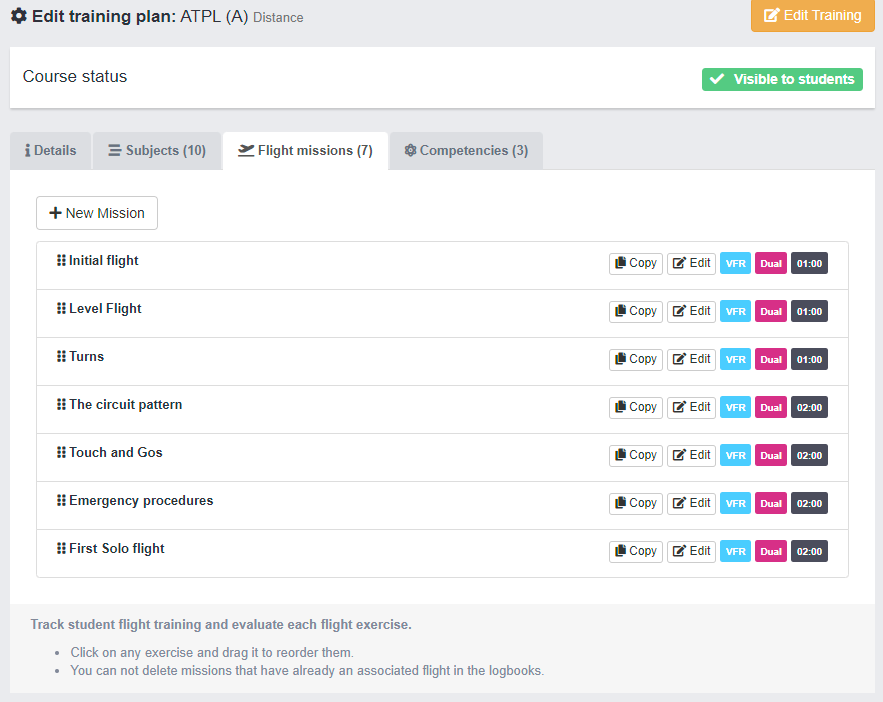 Edit training plan: ATPL (A) Distance
Edit Training
Course status
Visible to students
Details
Subjects (10)
Flight missions (7)
Competencies (3)
New Mission
Initial flight Copy Edit VFR Dual 01:00
Level Flight Copy Edit VFR Dual 01:00
Turns Copy Edit VFR Dual 01:00
The circuit pattern Copy Edit VFR Dual 02:00
Touch and Gos Copy Edit VFR Dual 02:00
Emergency procedures Copy Edit VFR Dual 02:00
First Solo flight Copy Edit VFR Dual 02:00
Track student flight training and evaluate each flight exercise.
Click on any exercise and drag it to reorder them.
You can not delete missions that have already an associated flight in the logbooks.